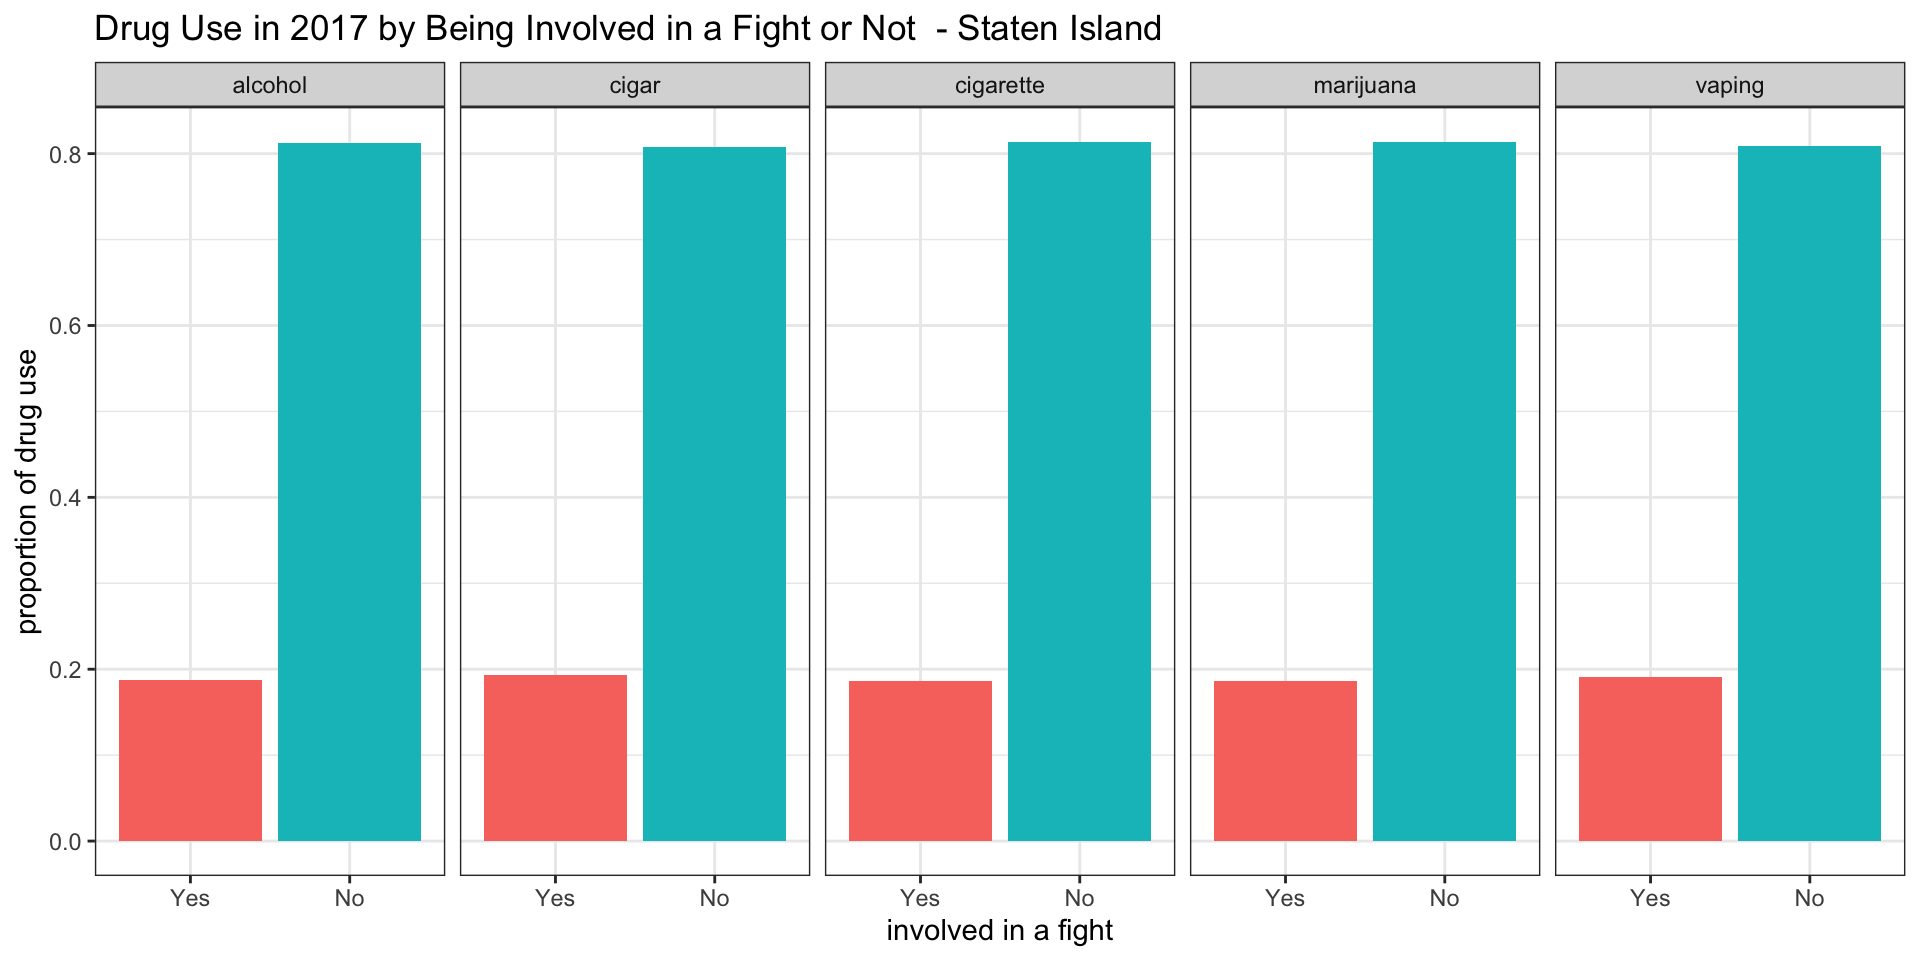 Drug Use in 2017 by Being Involved in a Fight or Not  - Staten Island
alcohol cigar cigarette marijuana vaping
proportion of drug use
0.8
0.6
0.4
0.2
0.0
Yes No Yes No Yes No Yes No Yes No
involved in a fight